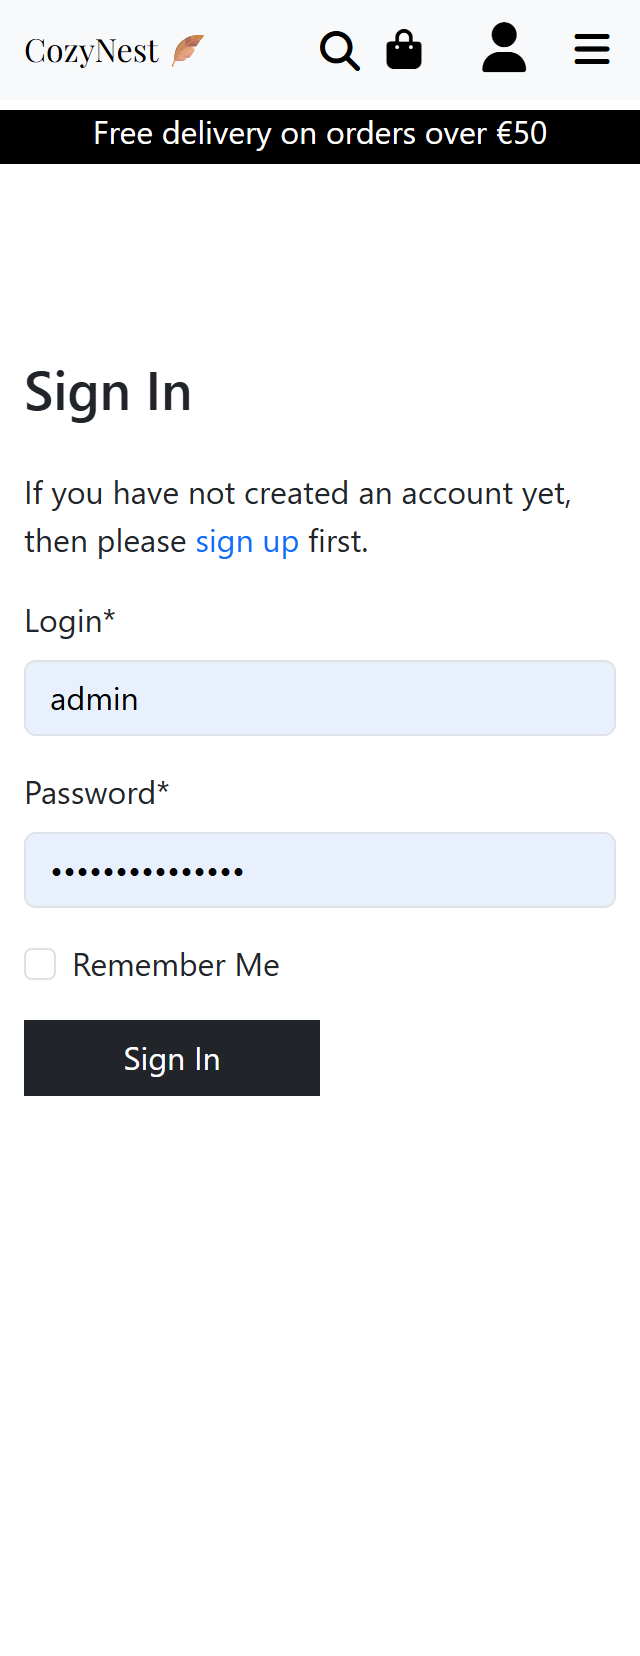 CozyNest
Free delivery on orders over €50
Sign In
If you have not created an account yet,
then please sign up first.
Login*
admin
Password*
•••••••••••••••
Remember Me
Sign In